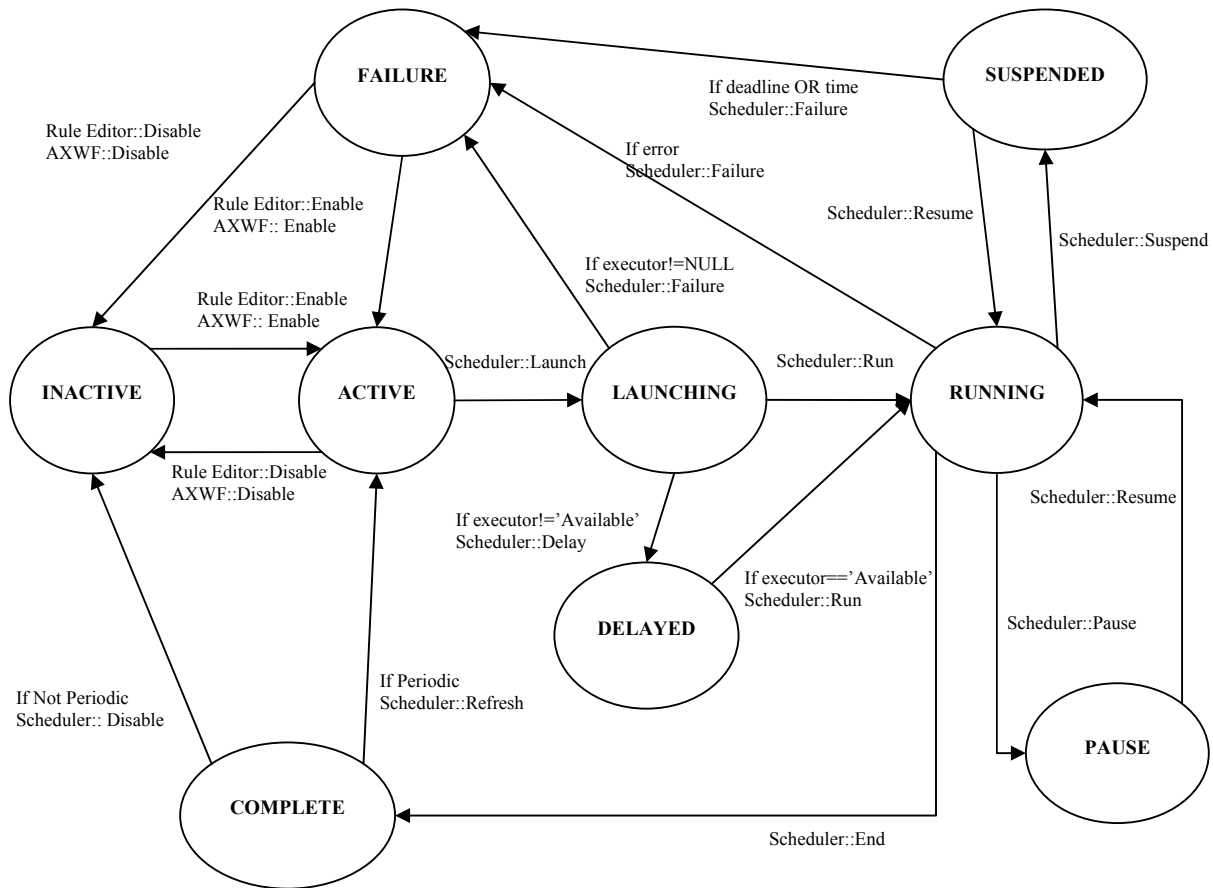 FAILURE
SUSPENDED
If deadline OR time
Scheduler::Failure
Rule Editor::Disable
AXWF::Disable
If error
Scheduler::Failure
Rule Editor::Enable
AXWF:: Enable
Scheduler::Resume
Scheduler::Suspend
If executor!=NULL
Scheduler::Failure
Rule Editor::Enable
AXWF:: Enable
Scheduler::Launch
Scheduler::Run
INACTIVE
ACTIVE
LAUNCHING
RUNNING
Rule Editor::Disable
AXWF::Disable
Scheduler::Resume
If executor!=’Available’
Scheduler::Delay
If executor==’Available’
Scheduler::Run
DELAYED
Scheduler::Pause
If Not Periodic
Scheduler:: Disable
If Periodic
Scheduler::Refresh
PAUSE
COMPLETE
Scheduler::End